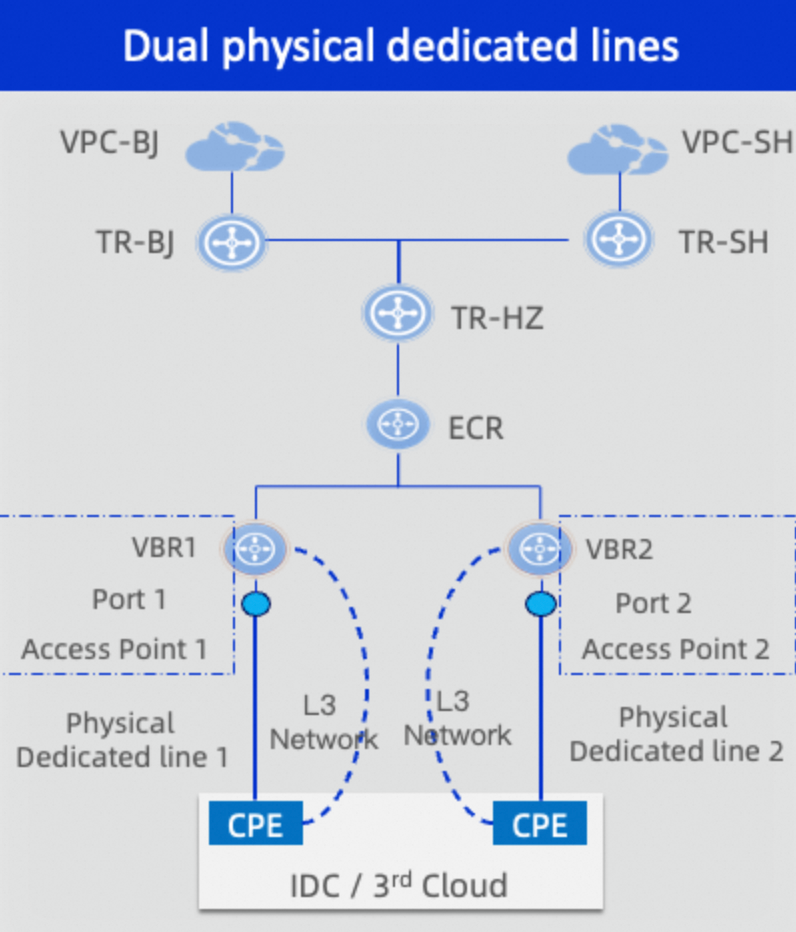 Dual physical dedicated lines
VPC-BJ
VPC-SH
TR-BJ
TR-SH
TR-HZ
ECR
VBR1
VBR2
Port 1
Port 2
Access Point 1
Access Point 2
L3
Network
L3
Network
Physical
Dedicated line 1
Physical
Dedicated line 2
CPE
CPE
IDC / 3rd Cloud